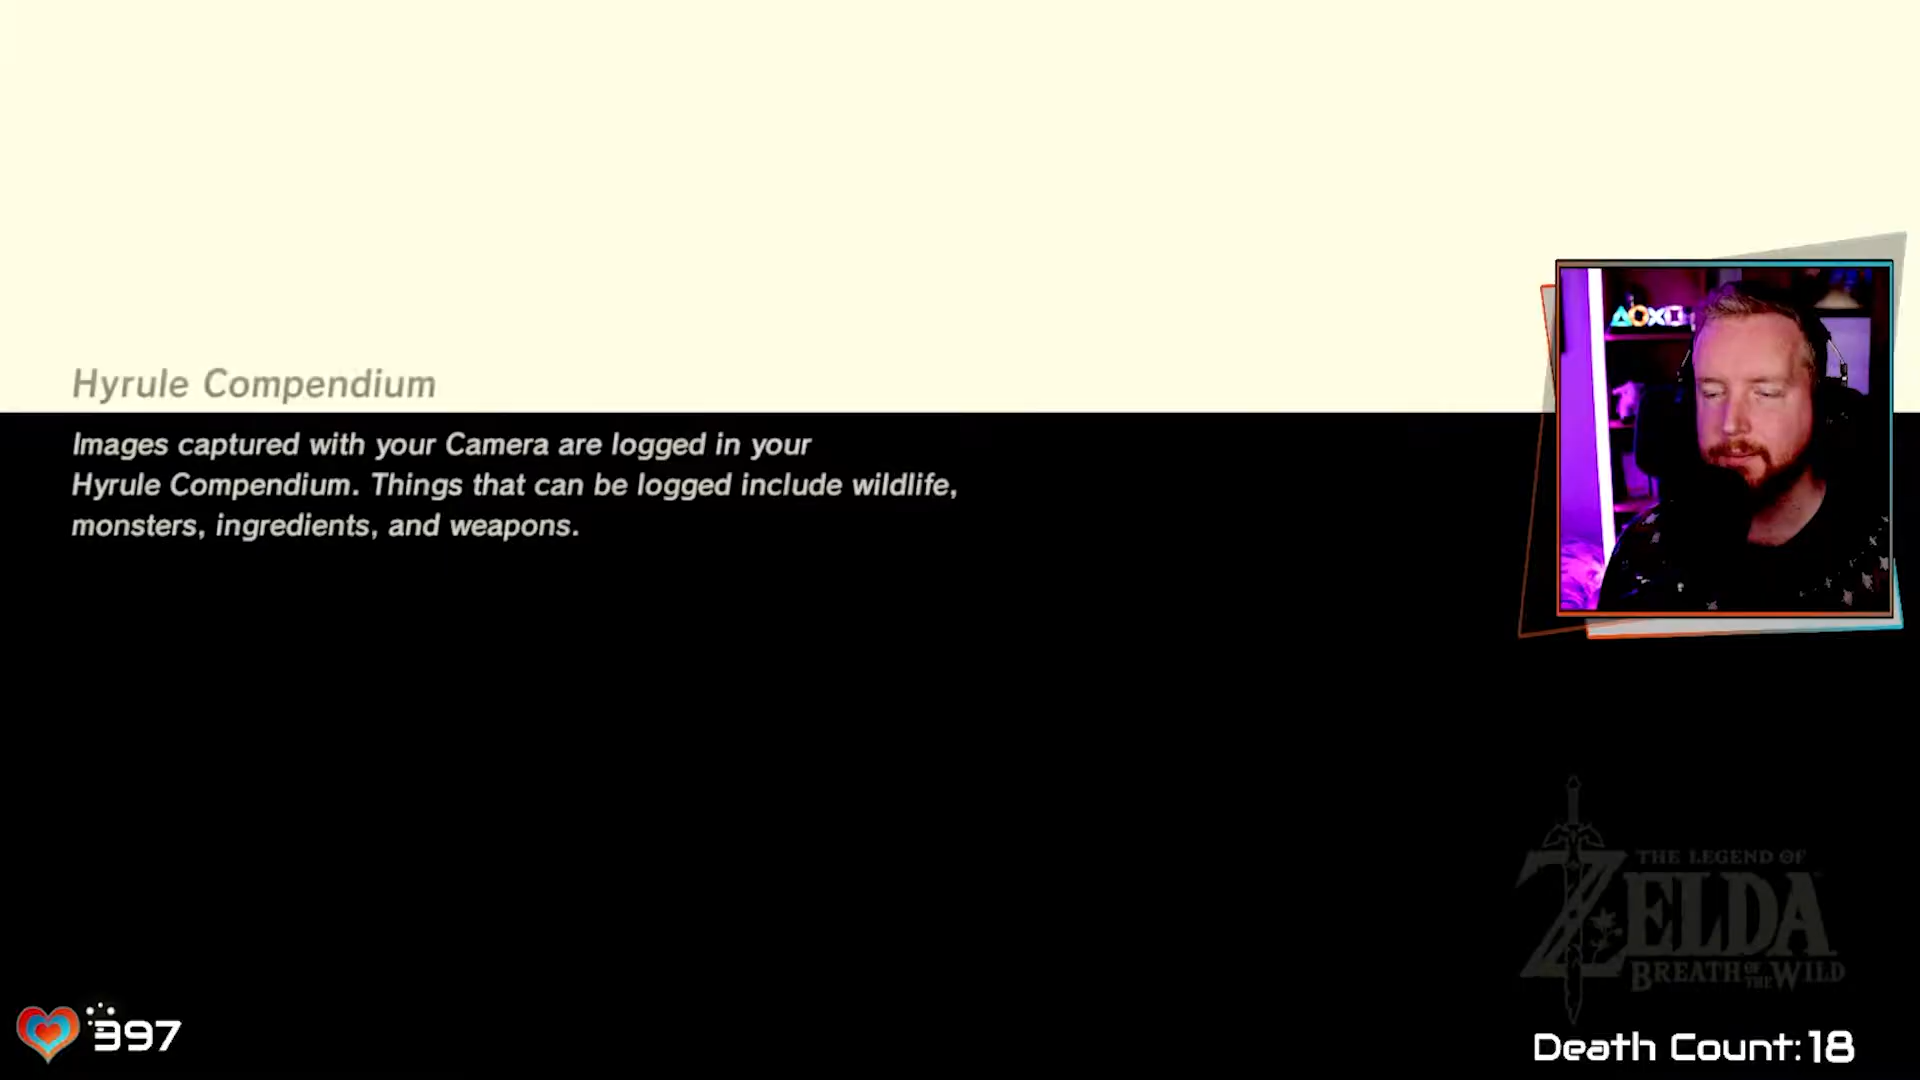 Hyrule Compendium
Images captured with your Camera are logged in your
Hyrule Compendium. Things that can be logged include wildlife,
monsters, ingredients, and weapons.
THE LEGEND OF
ZELDA
BREATH OF THE WILD
397
Death Count:18